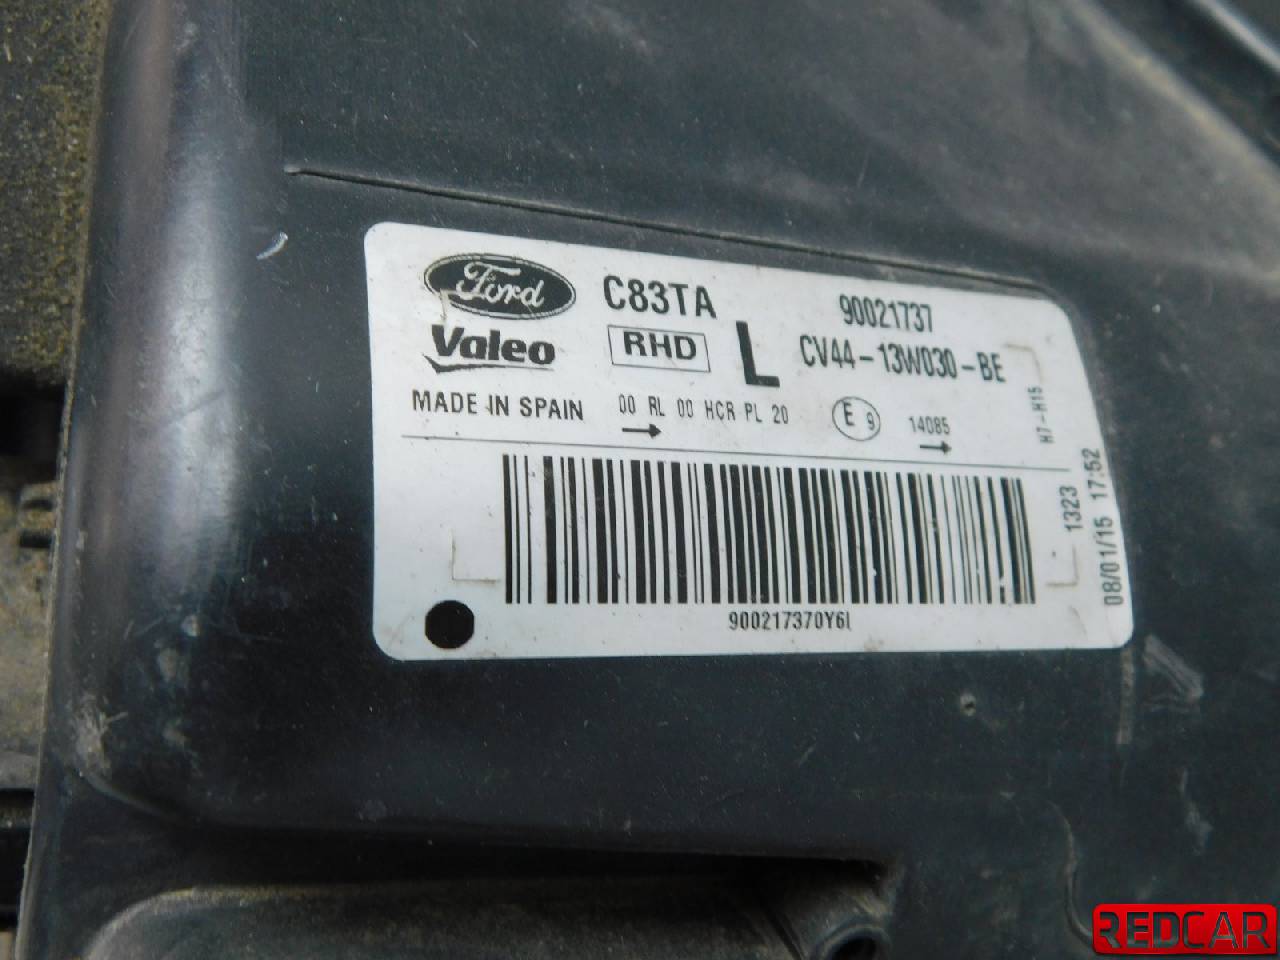 Ford C83TA 90021737
Valeo RHD L CV44-13W030-BE
MADE IN SPAIN 00 RL 00 HCR PL 20 E 9 14085
H7-H15
1323
08/01/15 17:52
900217370Y6I
REDCAR